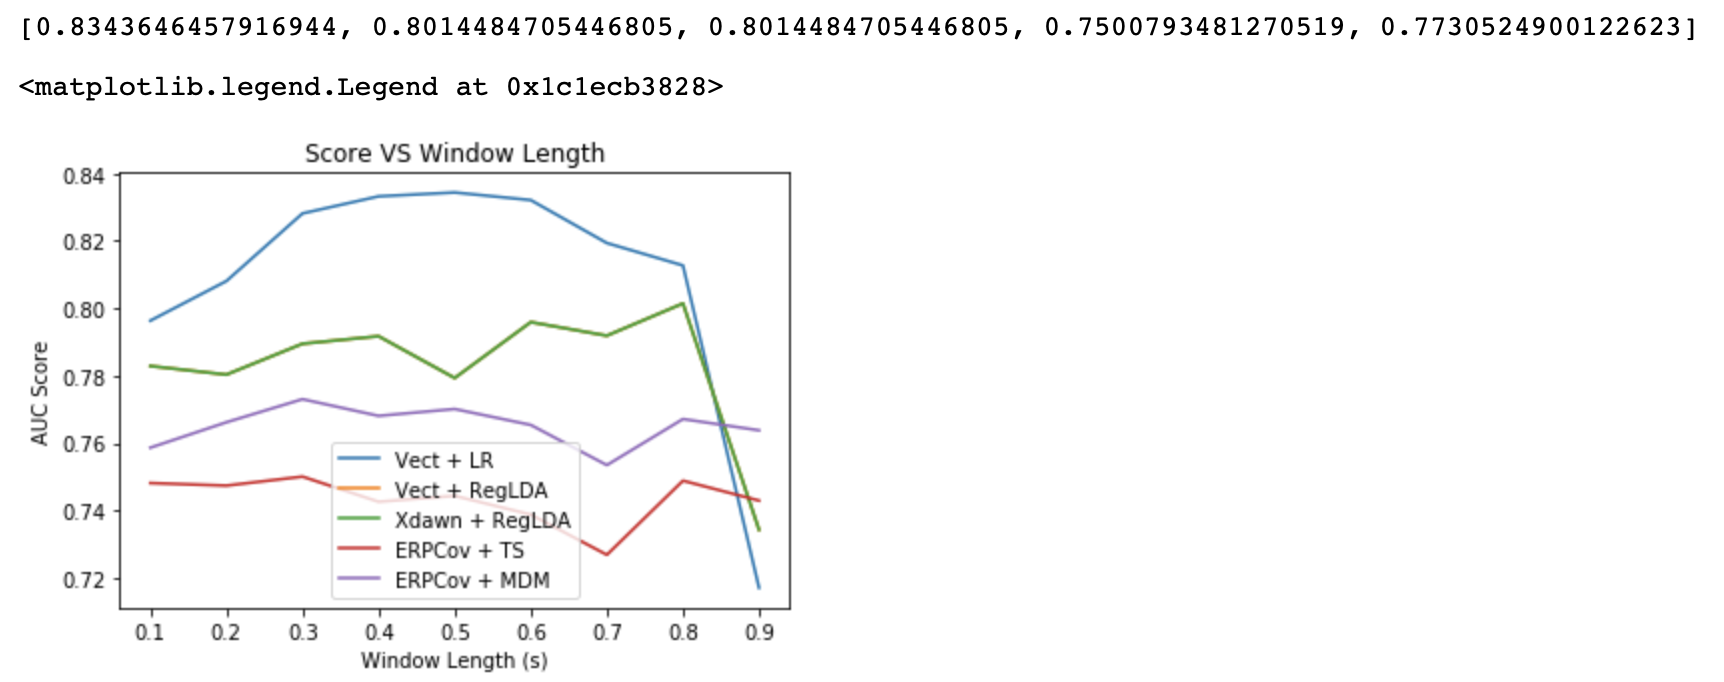 [0.8343646457916944, 0.8014484705446805, 0.8014484705446805, 0.7500793481270519, 0.7730524900122623]
<matplotlib.legend.Legend at 0x1c1ecb3828>
Score VS Window Length
0.84
0.82
0.80
0.78
0.76
0.74
0.72
AUC Score
Vect + LR
Vect + RegLDA
Xdawn + RegLDA
ERPCov + TS
ERPCov + MDM
0.1 0.2 0.3 0.4 0.5 0.6 0.7 0.8 0.9
Window Length (s)